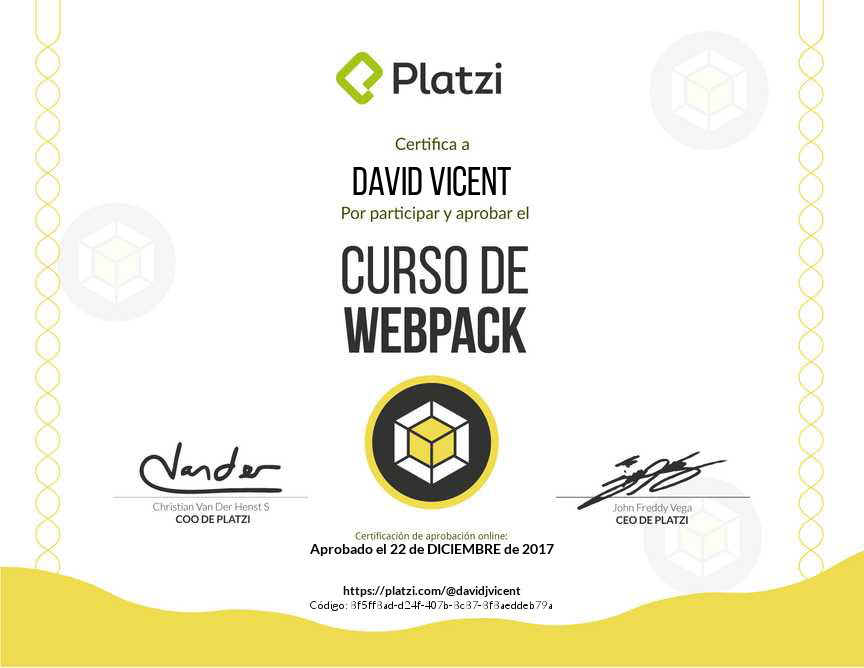 Platzi
Certifica a
DAVID VICENT
Por participar y aprobar el
CURSO DE
WEBPACK
Vander
Christian Van Der Henst S
COO DE PLATZI
John Freddy Vega
CEO DE PLATZI
Certificación de aprobación online:
Aprobado el 22 de DICIEMBRE de 2017
https://platzi.com/@davidjvicent
Código: 8f5ff8ad-d24f-407b-8c87-8f8aeddeb79a